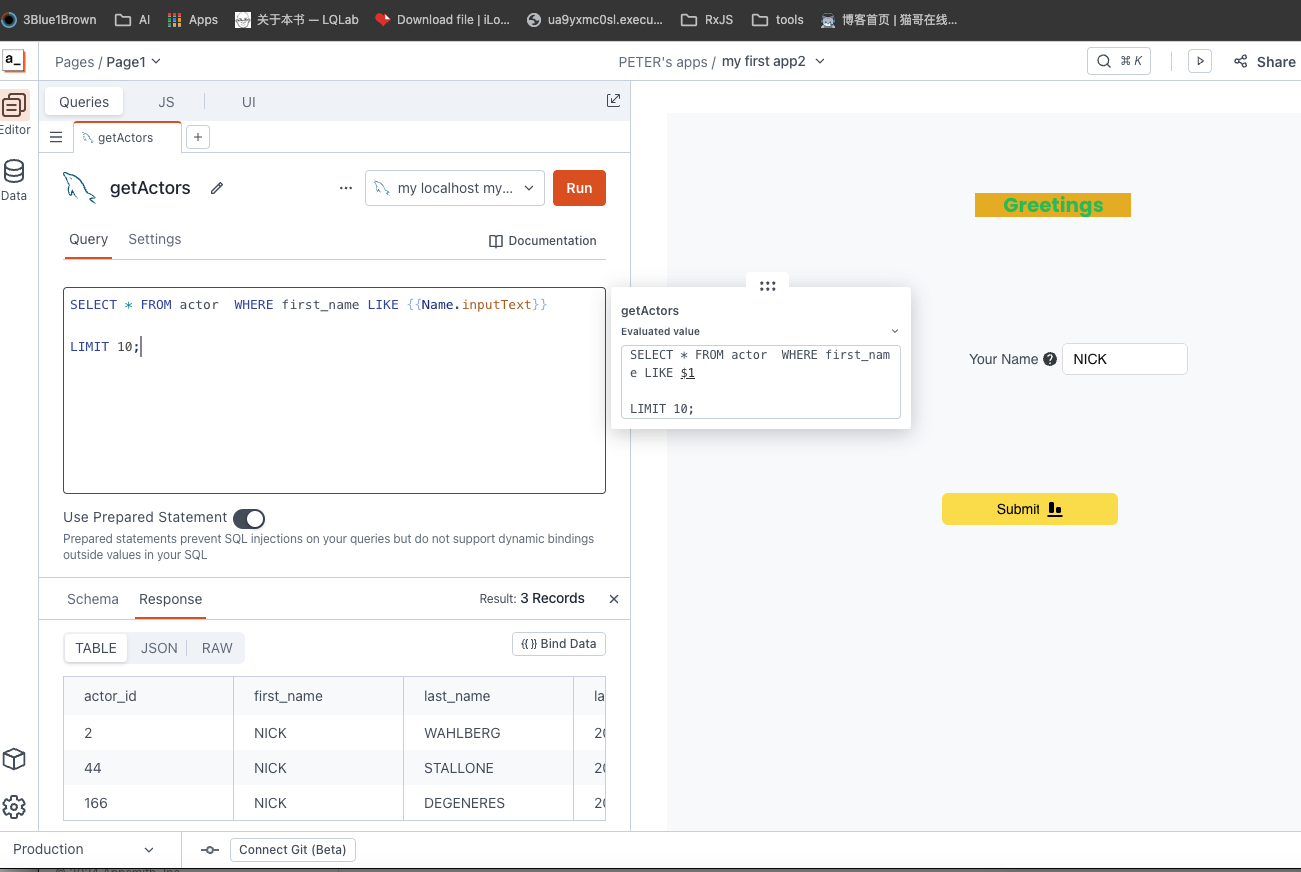 3Blue1Brown AI Apps 关于本书 — LQLab Download file | iLo... ua9yxmc0sl.execu... RxJS tools 博客首页 | 猫哥在线...
a_ Pages / Page1 PETER's apps / my first app2 ⌘ K Share
Queries JS UI
Editor
getActors +
Data
getActors ... my localhost my... Run
Query Settings Documentation
SELECT * FROM actor  WHERE first_name LIKE {{Name.inputText}}
LIMIT 10;
getActors
Evaluated value
SELECT * FROM actor  WHERE first_nam
e LIKE $1
LIMIT 10;
Greetings
Your Name ? NICK
Submit
Use Prepared Statement
Prepared statements prevent SQL injections on your queries but do not support dynamic bindings
outside values in your SQL
Schema Response Result: 3 Records
TABLE JSON RAW {{ }} Bind Data
actor_id first_name last_name la
2 NICK WAHLBERG 20
44 NICK STALLONE 20
166 NICK DEGENERES 20
Production Connect Git (Beta)